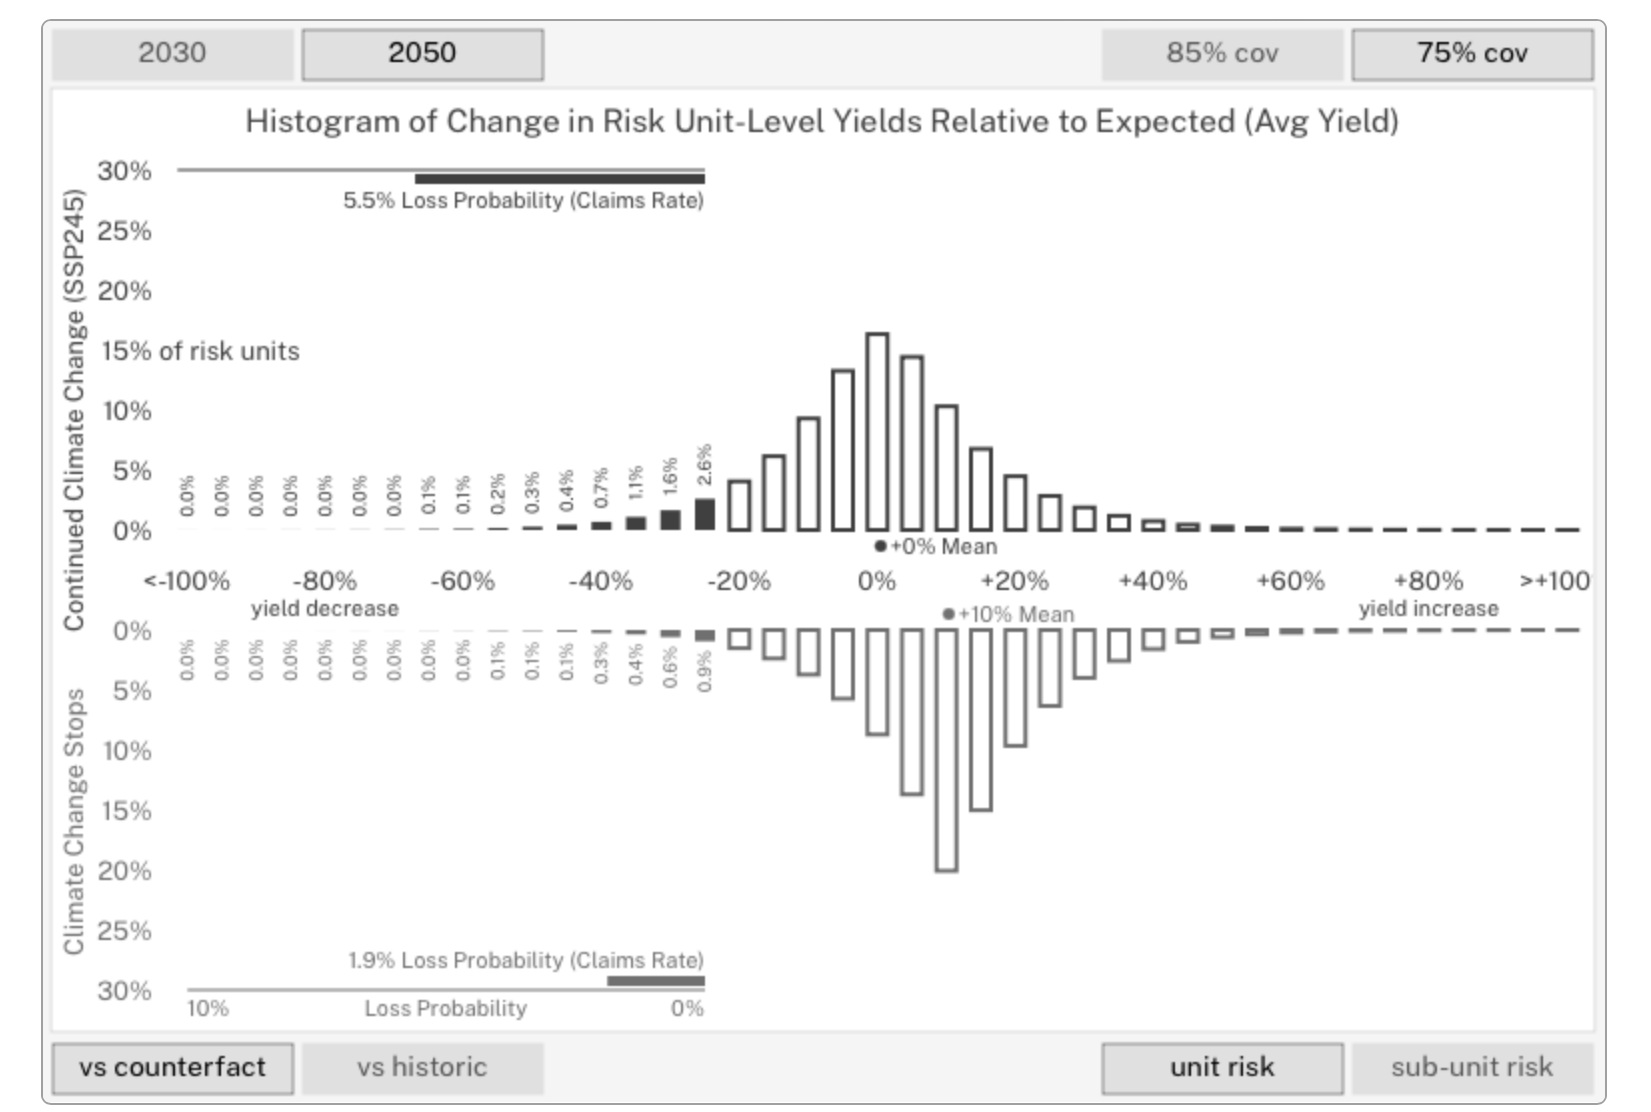 2030 2050 85% cov 75% cov
Histogram of Change in Risk Unit-Level Yields Relative to Expected (Avg Yield)
Continued Climate Change (SSP245)
30%
5.5% Loss Probability (Claims Rate)
25%
20%
15% of risk units
10%
5%
0.0% 0.0% 0.0% 0.0% 0.0% 0.0% 0.0% 0.1% 0.1% 0.2% 0.3% 0.4% 0.7% 1.1% 1.6% 2.6%
0%
+0% Mean
<-100% -80% -60% -40% -20% 0% +20% +40% +60% +80% >+100
yield decrease +10% Mean yield increase
Climate Change Stops
0%
0.0% 0.0% 0.0% 0.0% 0.0% 0.0% 0.0% 0.0% 0.0% 0.1% 0.1% 0.1% 0.3% 0.4% 0.6% 0.9%
5%
10%
15%
20%
25%
1.9% Loss Probability (Claims Rate)
30%
10% Loss Probability 0%
vs counterfact vs historic unit risk sub-unit risk